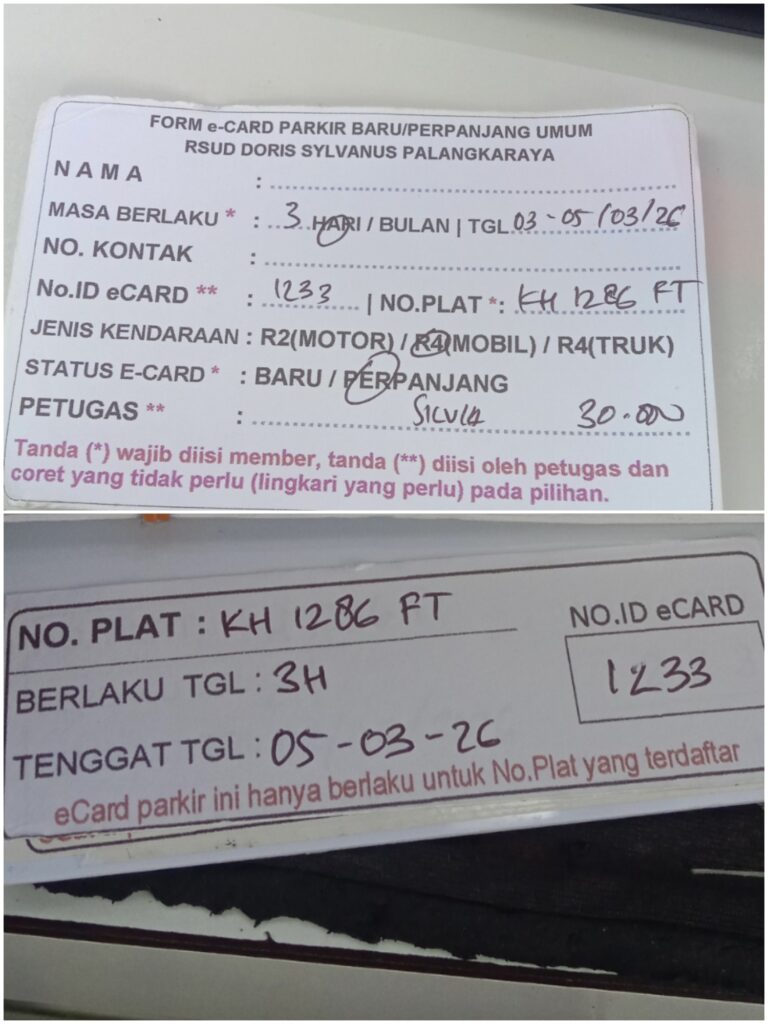 FORM e-CARD PARKIR BARU/PERPANJANG UMUM
RSUD DORIS SYLVANUS PALANGKARAYA
NAMA :
MASA BERLAKU * : 3 HARI / BULAN | TGL 03-05/03/26
NO. KONTAK :
No.ID eCARD ** : 1233 | NO.PLAT *: KH 1286 FT
JENIS KENDARAAN : R2(MOTOR) / R4(MOBIL) / R4(TRUK)
STATUS E-CARD * : BARU / PERPANJANG
PETUGAS ** : SILVIA 30.000
Tanda (*) wajib diisi member, tanda (**) diisi oleh petugas dan
coret yang tidak perlu (lingkari yang perlu) pada pilihan.
NO. PLAT : KH 1286 FT
NO.ID eCARD
BERLAKU TGL : 3H
1233
TENGGAT TGL : 05-03-26
eCard parkir ini hanya berlaku untuk No.Plat yang terdaftar